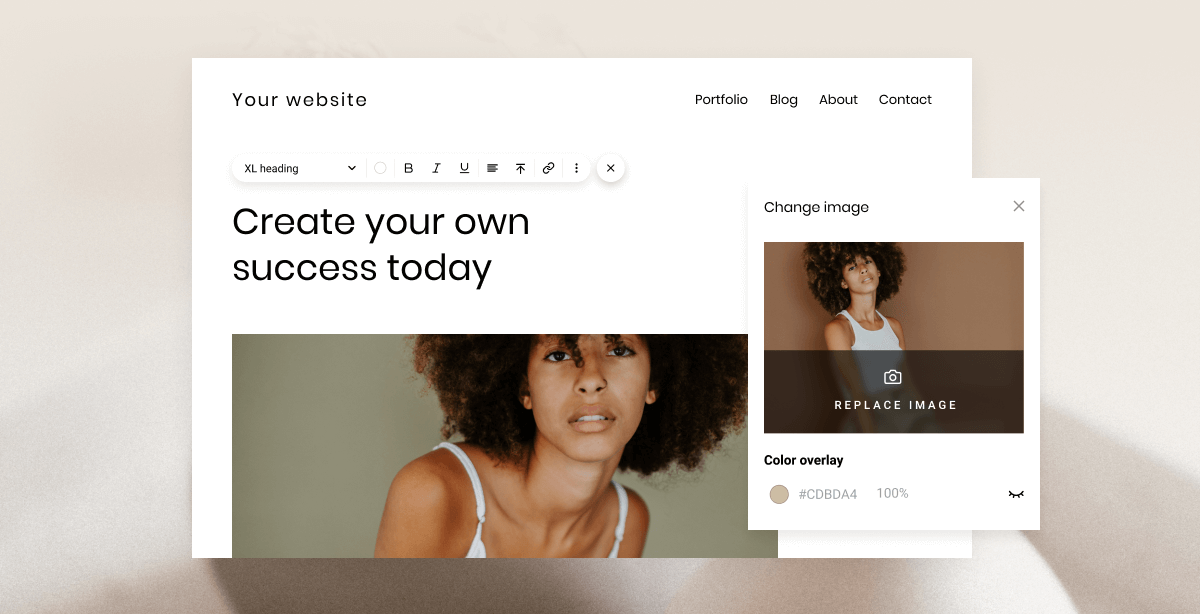 Your website
Portfolio Blog About Contact
XL heading B I U
Create your own
success today
Change image
REPLACE IMAGE
Color overlay
#CDBDA4 100%